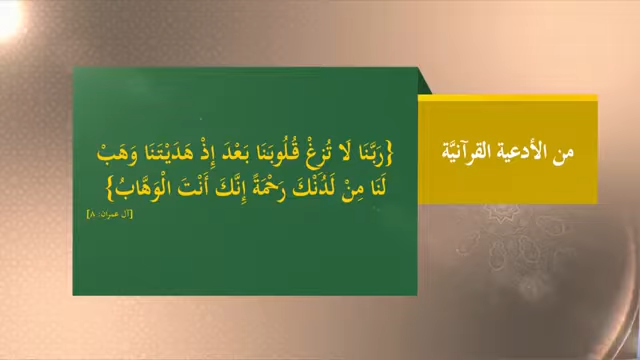 من الأدعية القرآنيَّة
{رَبَّنَا لَا تُزِغْ قُلُوبَنَا بَعْدَ إِذْ هَدَيْتَنَا وَهَبْ
لَنَا مِنْ لَدُنْكَ رَحْمَةً إِنَّكَ أَنْتَ الْوَهَّابُ}
[آل عمران: ٨]